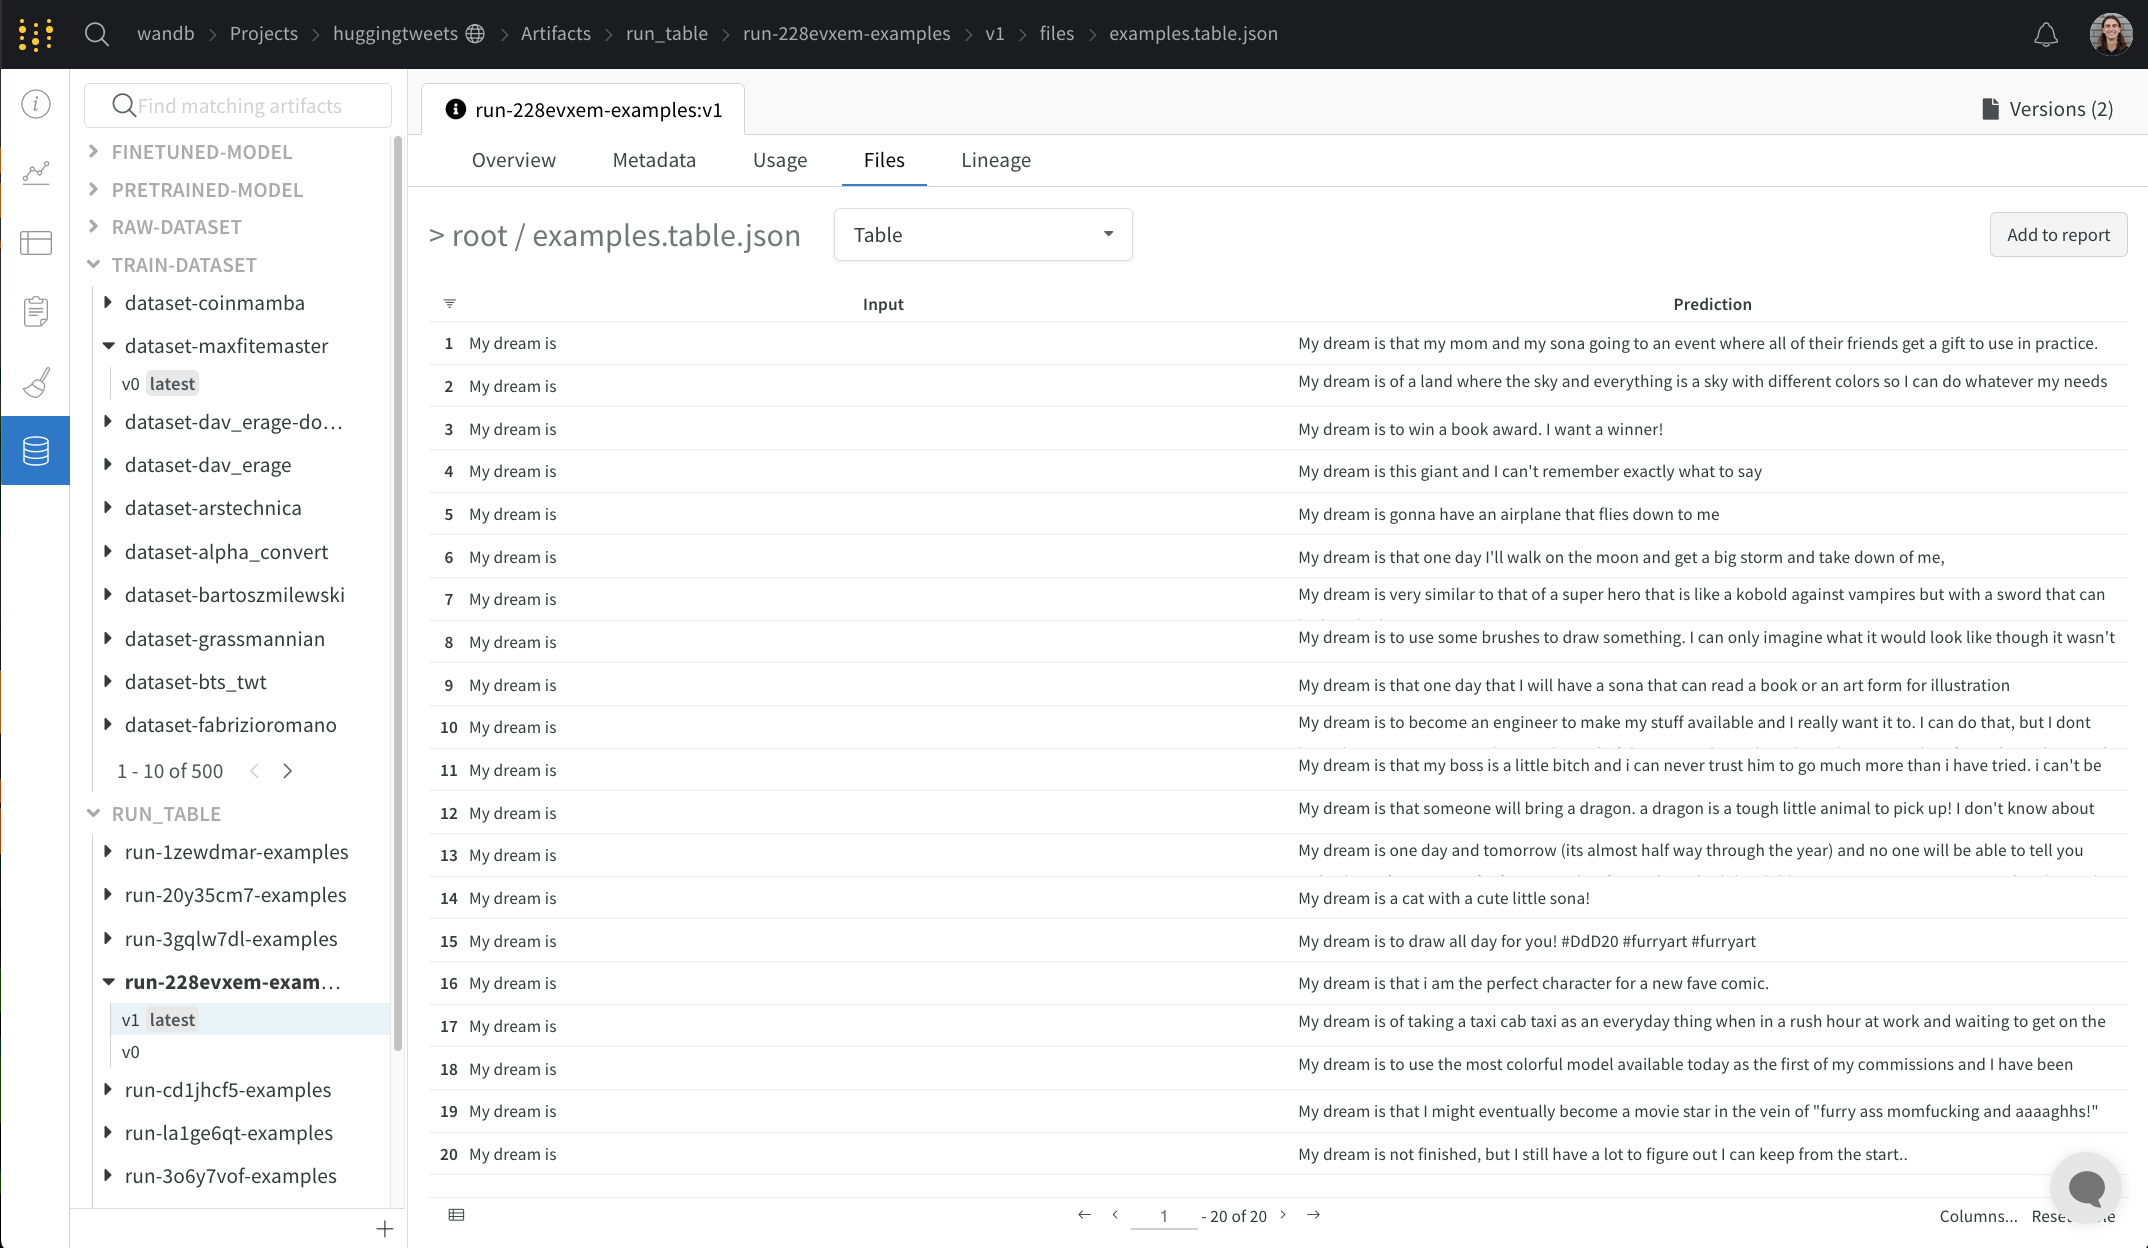 wandb > Projects > huggingtweets > Artifacts > run_table > run-228evxem-examples > v1 > files > examples.table.json
Find matching artifacts
FINETUNED-MODEL
PRETRAINED-MODEL
RAW-DATASET
TRAIN-DATASET
dataset-coinmamba
dataset-maxfitemaster
v0 latest
dataset-dav_erage-do...
dataset-dav_erage
dataset-arstechnica
dataset-alpha_convert
dataset-bartoszmilewski
dataset-grassmannian
dataset-bts_twt
dataset-fabrizioromano
1 - 10 of 500 < >
RUN_TABLE
run-1zewdmar-examples
run-20y35cm7-examples
run-3gqlw7dl-examples
run-228evxem-exam...
v1 latest
v0
run-cd1jhcf5-examples
run-la1ge6qt-examples
run-3o6y7vof-examples
run-228evxem-examples:v1
Versions (2)
Overview Metadata Usage Files Lineage
> root / examples.table.json
Table
Add to report
Input Prediction
1 My dream is My dream is that my mom and my sona going to an event where all of their friends get a gift to use in practice.
2 My dream is My dream is of a land where the sky and everything is a sky with different colors so I can do whatever my needs
3 My dream is My dream is to win a book award. I want a winner!
4 My dream is My dream is this giant and I can't remember exactly what to say
5 My dream is My dream is gonna have an airplane that flies down to me
6 My dream is My dream is that one day I'll walk on the moon and get a big storm and take down of me,
7 My dream is My dream is very similar to that of a super hero that is like a kobold against vampires but with a sword that can
8 My dream is My dream is to use some brushes to draw something. I can only imagine what it would look like though it wasn't
9 My dream is My dream is that one day that I will have a sona that can read a book or an art form for illustration
10 My dream is My dream is to become an engineer to make my stuff available and I really want it to. I can do that, but I dont
11 My dream is My dream is that my boss is a little bitch and i can never trust him to go much more than i have tried. i can't be
12 My dream is My dream is that someone will bring a dragon. a dragon is a tough little animal to pick up! I don't know about
13 My dream is My dream is one day and tomorrow (its almost half way through the year) and no one will be able to tell you
14 My dream is My dream is a cat with a cute little sona!
15 My dream is My dream is to draw all day for you! #DdD20 #furryart #furryart
16 My dream is My dream is that i am the perfect character for a new fave comic.
17 My dream is My dream is of taking a taxi cab taxi as an everyday thing when in a rush hour at work and waiting to get on the
18 My dream is My dream is to use the most colorful model available today as the first of my commissions and I have been
19 My dream is My dream is that I might eventually become a movie star in the vein of "furry ass momfucking and aaaaghhs!"
20 My dream is My dream is not finished, but I still have a lot to figure out I can keep from the start..
← < 1 - 20 of 20 > →
Columns...